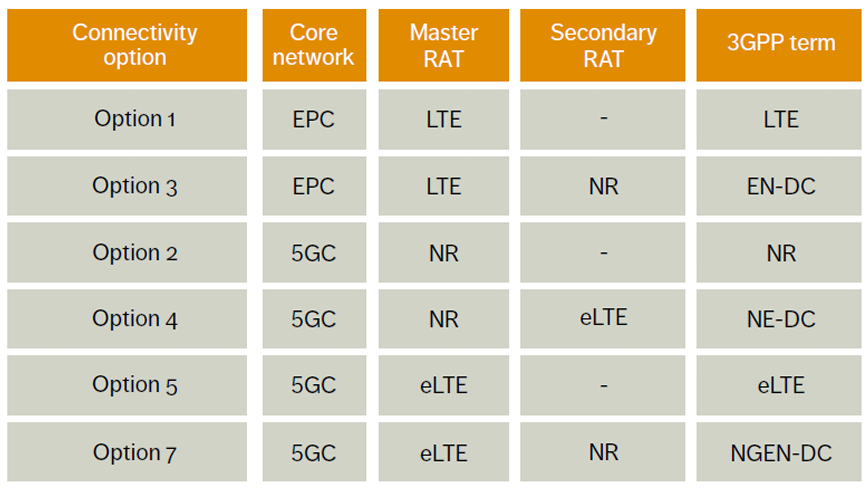 Connectivity option Core network Master RAT Secondary RAT 3GPP term
Option 1 EPC LTE - LTE
Option 3 EPC LTE NR EN-DC
Option 2 5GC NR - NR
Option 4 5GC NR eLTE NE-DC
Option 5 5GC eLTE - eLTE
Option 7 5GC eLTE NR NGEN-DC